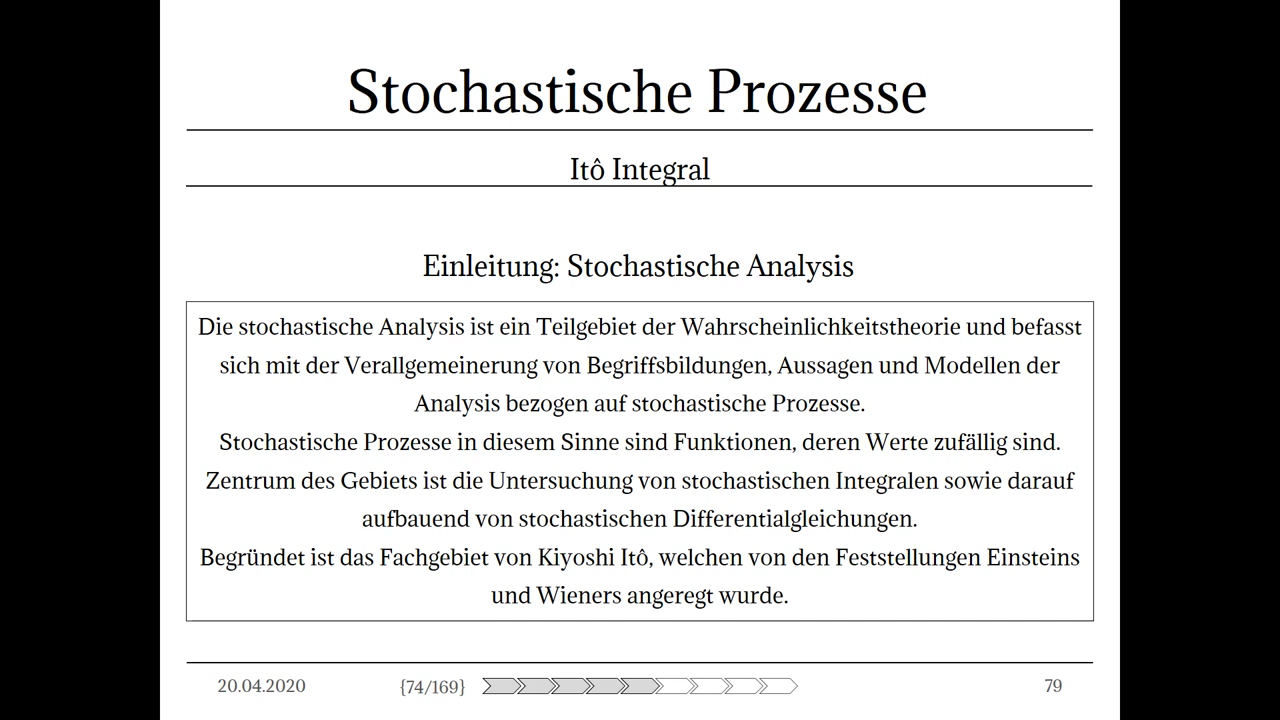 Stochastische Prozesse
Itô Integral
Einleitung: Stochastische Analysis
Die stochastische Analysis ist ein Teilgebiet der Wahrscheinlichkeitstheorie und befasst
sich mit der Verallgemeinerung von Begriffsbildungen, Aussagen und Modellen der
Analysis bezogen auf stochastische Prozesse.
Stochastische Prozesse in diesem Sinne sind Funktionen, deren Werte zufällig sind.
Zentrum des Gebiets ist die Untersuchung von stochastischen Integralen sowie darauf
aufbauend von stochastischen Differentialgleichungen.
Begründet ist das Fachgebiet von Kiyoshi Itô, welchen von den Feststellungen Einsteins
und Wieners angeregt wurde.
20.04.2020 {74/169} 79